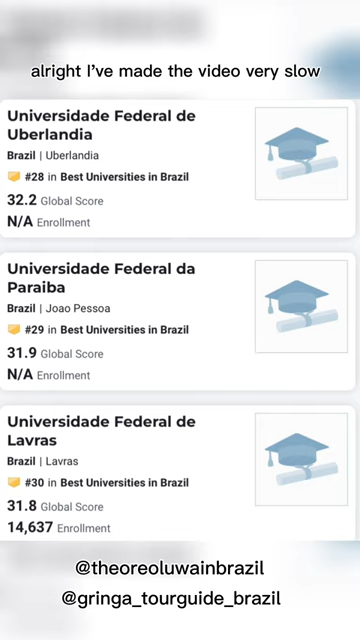 alright I've made the video very slow
Universidade Federal de
Uberlandia
Brazil | Uberlandia
#28 in Best Universities in Brazil
32.2 Global Score
N/A Enrollment
Universidade Federal da
Paraiba
Brazil | Joao Pessoa
#29 in Best Universities in Brazil
31.9 Global Score
N/A Enrollment
Universidade Federal de
Lavras
Brazil | Lavras
#30 in Best Universities in Brazil
31.8 Global Score
14,637 Enrollment
@theoreoluwainbrazil
@gringa_tourguide_brazil